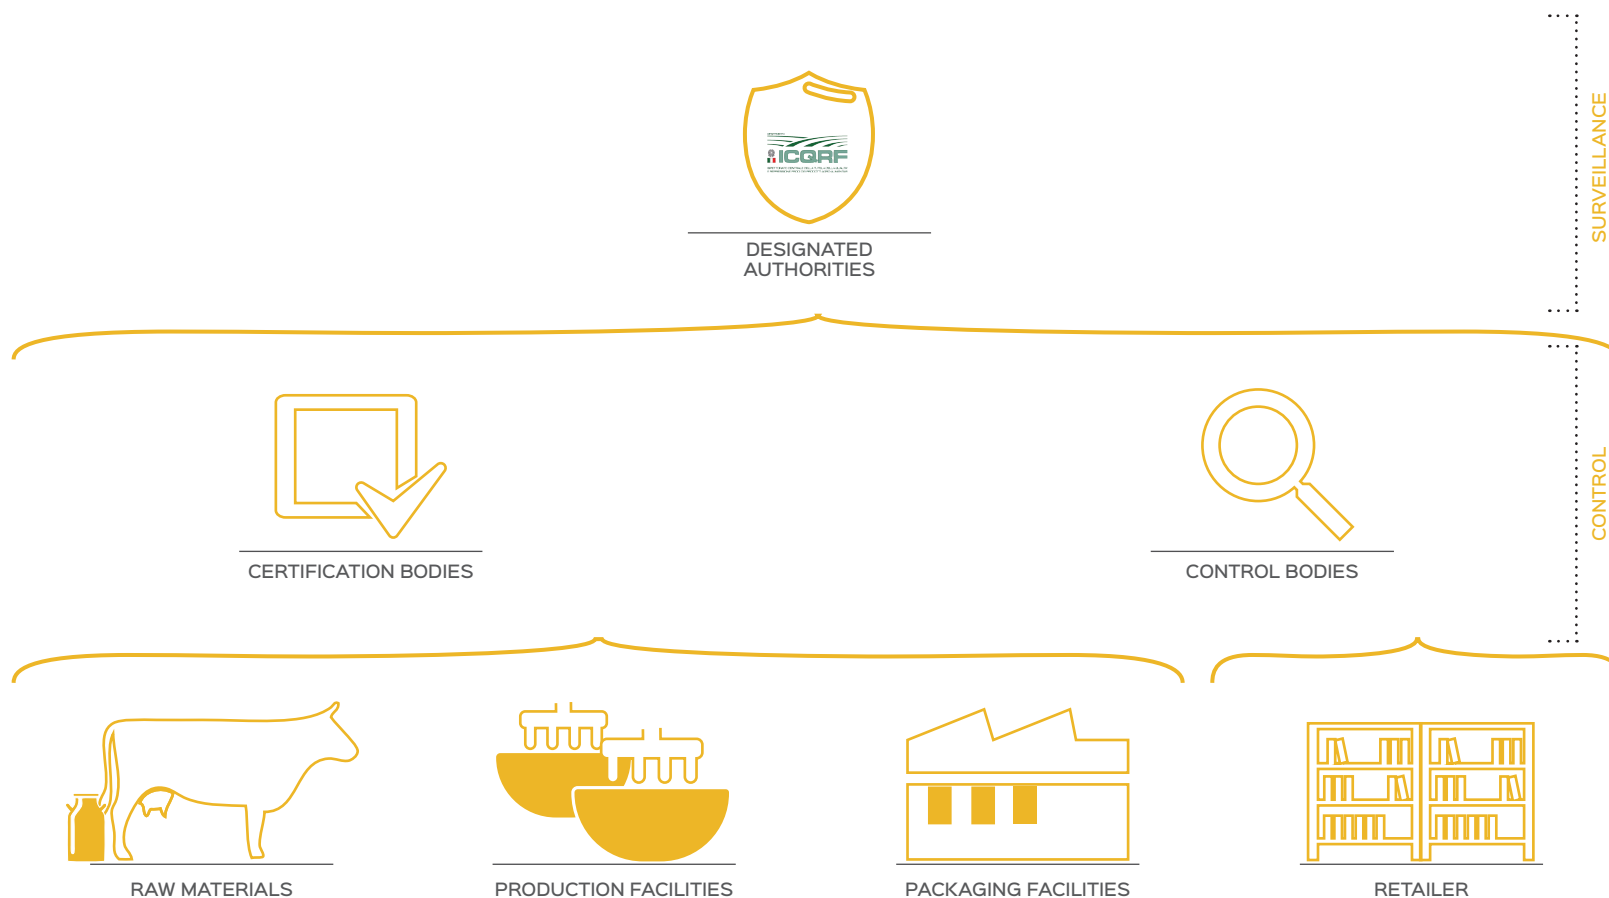 SURVEILLANCE
ICQRF
DESIGNATED
AUTHORITIES
CONTROL
CERTIFICATION BODIES
CONTROL BODIES
RAW MATERIALS
PRODUCTION FACILITIES
PACKAGING FACILITIES
RETAILER